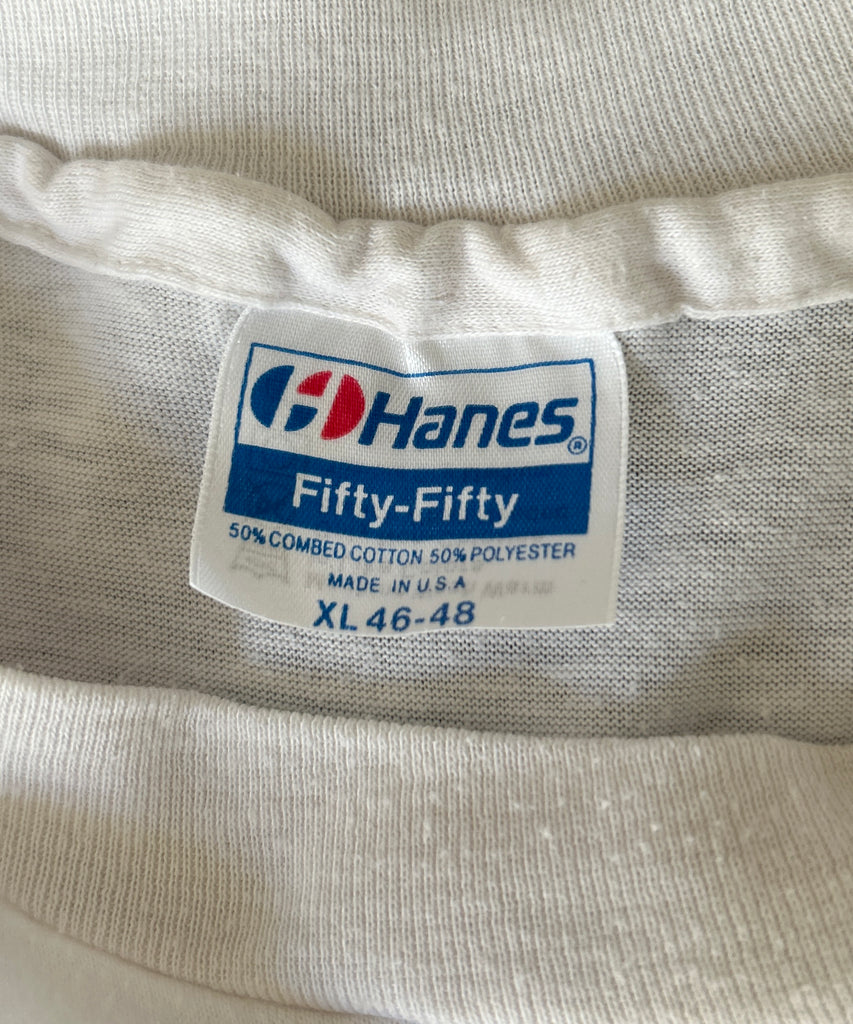 Hanes®
Fifty-Fifty
50% COMBED COTTON 50% POLYESTER
MADE IN U.S.A
XL 46-48